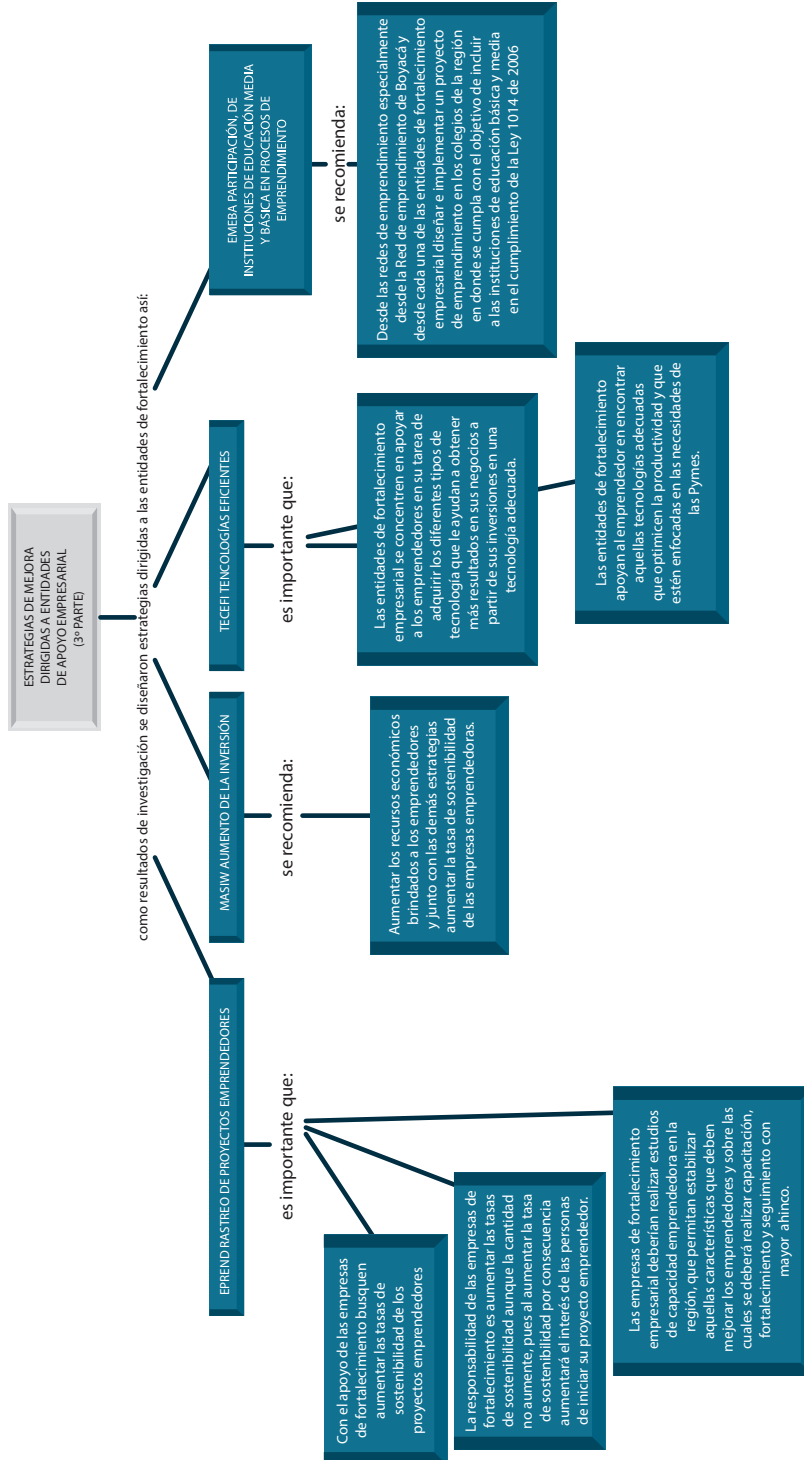 ESTRATEGIAS DE MEJORA
DIRIGIDAS A ENTIDADES
DE APOYO EMPRESARIAL
(3º PARTE)
como resultados de investigación se diseñaron estrategias dirigidas a las entidades de fortalecimiento así:
EPREND RASTREO DE PROYECTOS EMPRENDEDORES
es importante que:
Con el apoyo de las empresas
de fortalecimiento busquen
aumentar las tasas de
sostenibilidad de los
proyectos emprendedores
La responsabilidad de las empresas de
fortalecimiento es aumentar las tasas
de sostenibilidad aunque la cantidad
no aumente, pues al aumentar la tasa
de sostenibilidad por consecuencia
aumentará el interés de las personas
de iniciar su proyecto emprendedor.
Las empresas de fortalecimiento
empresarial deberían realizar estudios
de capacidad emprendedora en la
región, que permitan estabilizar
aquellas características que deben
mejorar los emprendedores y sobre las
cuales se deberá realizar capacitación,
fortalecimiento y seguimiento con
mayor ahinco.
MASIW AUMENTO DE LA INVERSIÓN
se recomienda:
Aumentar los recursos económicos
brindados a los emprendedores
y junto con las demás estrategias
aumentar la tasa de sostenibilidad
de las empresas emprendedoras.
TECEFI TENCOLOGÍAS EFICIENTES
es importante que:
Las entidades de fortalecimiento
empresarial se concentren en apoyar
a los emprendedores en su tarea de
adquirir los diferentes tipos de
tecnología que le ayudan a obtener
más resultados en sus negocios a
partir de sus inversiones en una
tecnología adecuada.
Las entidades de fortalecimiento
apoyan al emprendedor en encontrar
aquellas tecnologías adecuadas
que optimicen la productividad y que
estén enfocadas en las necesidades de
las Pymes.
EMEBA PARTICIPACIÓN, DE
INSTITUCIONES DE EDUCACIÓN MEDIA
Y BÁSICA EN PROCESOS DE
EMPRENDIMIENTO
se recomienda:
Desde las redes de emprendimiento especialmente
desde la Red de emprendimiento de Boyacá y
desde cada una de las entidades de fortalecimiento
empresarial diseñar e implementar un proyecto
de emprendimiento en los colegios de la región
en donde se cumpla con el objetivo de incluir
a las instituciones de educación básica y media
en el cumplimiento de la Ley 1014 de 2006